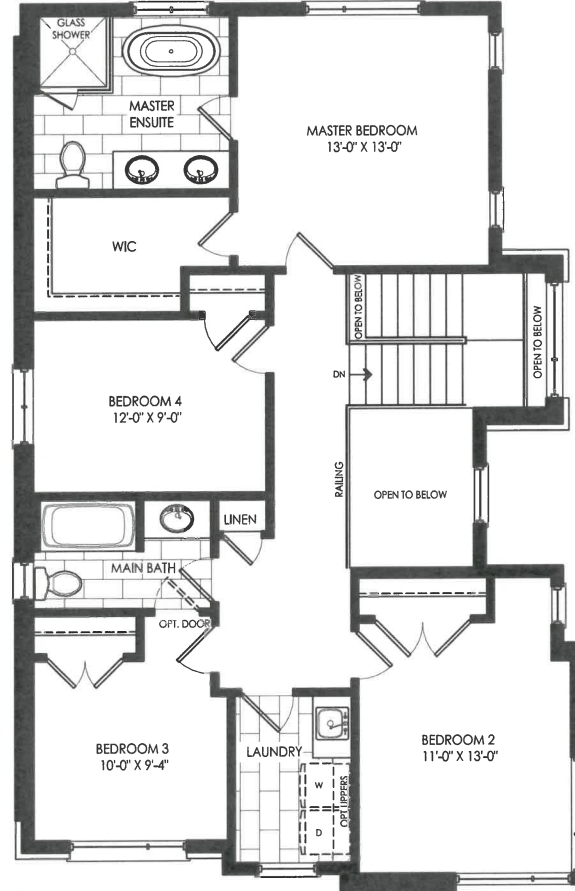 GLASS
SHOWER
MASTER
ENSUITE
MASTER BEDROOM
13'-0" X 13'-0"
WIC
OPEN TO BELOW
OPEN TO BELOW
DN
BEDROOM 4
12'-0" X 9'-0"
RAILING
OPEN TO BELOW
LINEN
MAIN BATH
OPT. DOOR
BEDROOM 3
10'-0" X 9'-4"
LAUNDRY
W
D
OPT UPPERS
BEDROOM 2
11'-0" X 13'-0"